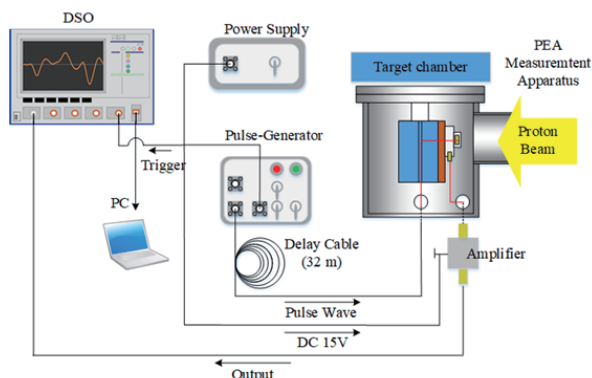 DSO
Power Supply
Target chamber
PEA
Measuremtent
Apparatus
Proton
Beam
Pulse-Generator
Trigger
PC
Delay Cable
(32 m)
Amplifier
Pulse Wave
DC 15V
Output